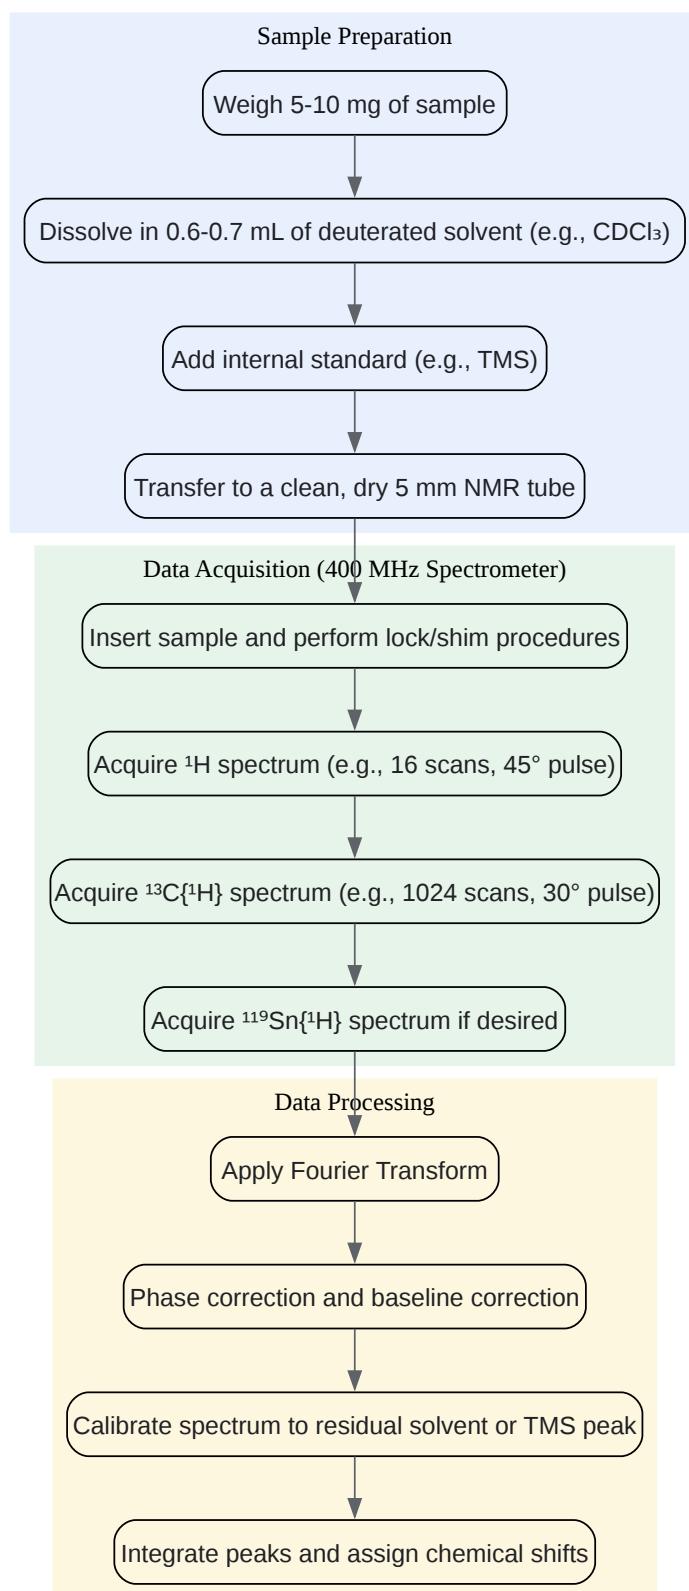 Sample Preparation
Weigh 5-10 mg of sample
Dissolve in 0.6-0.7 mL of deuterated solvent (e.g., CDCl₃)
Add internal standard (e.g., TMS)
Transfer to a clean, dry 5 mm NMR tube
Data Acquisition (400 MHz Spectrometer)
Insert sample and perform lock/shim procedures
Acquire ¹H spectrum (e.g., 16 scans, 45° pulse)
Acquire ¹³C{¹H} spectrum (e.g., 1024 scans, 30° pulse)
Acquire ¹¹⁹Sn{¹H} spectrum if desired
Data Processing
Apply Fourier Transform
Phase correction and baseline correction
Calibrate spectrum to residual solvent or TMS peak
Integrate peaks and assign chemical shifts